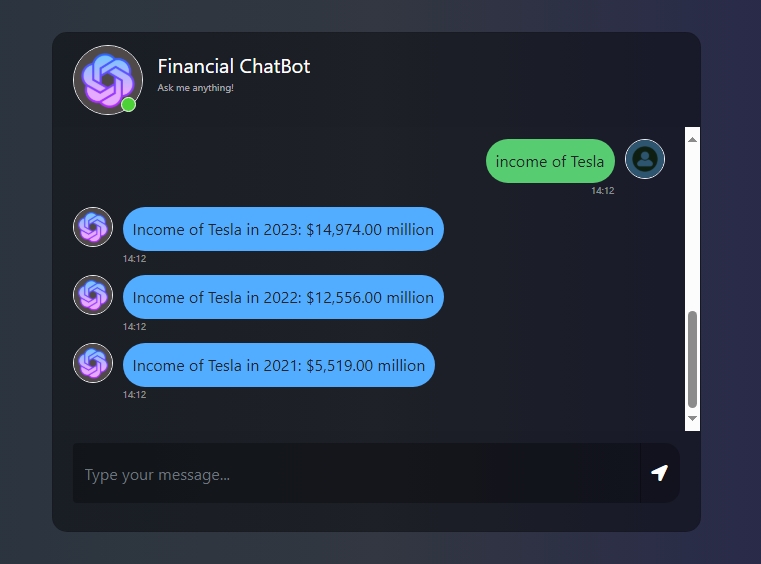 Financial ChatBot
Ask me anything!
income of Tesla
14:12
Income of Tesla in 2023: $14,974.00 million
14:12
Income of Tesla in 2022: $12,556.00 million
14:12
Income of Tesla in 2021: $5,519.00 million
14:12
Type your message...